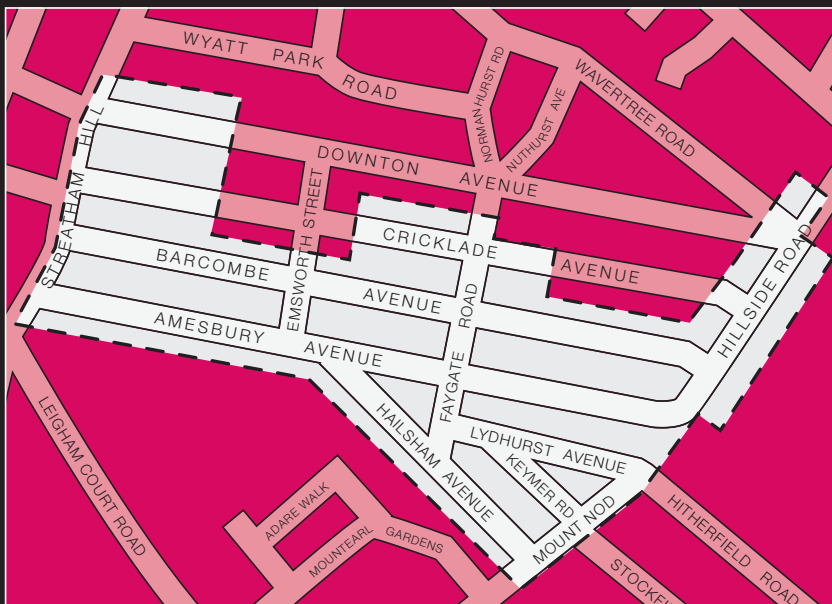 WYATT PARK ROAD
NORMANHURST RD
NUTHURST AVE
WAVERTREE ROAD
STREATHAM HILL
DOWNTON AVENUE
EMSWORTH STREET
CRICKLADE AVENUE
BARCOMBE AVENUE
HILLSIDE ROAD
AMESBURY AVENUE
FAYGATE ROAD
LEIGHAM COURT ROAD
HAILSHAM AVENUE
LYDHURST AVENUE
KEYMER RD
MOUNT NOD
HITHERFIELD ROAD
ADARE WALK
MOUNTEARL GARDENS